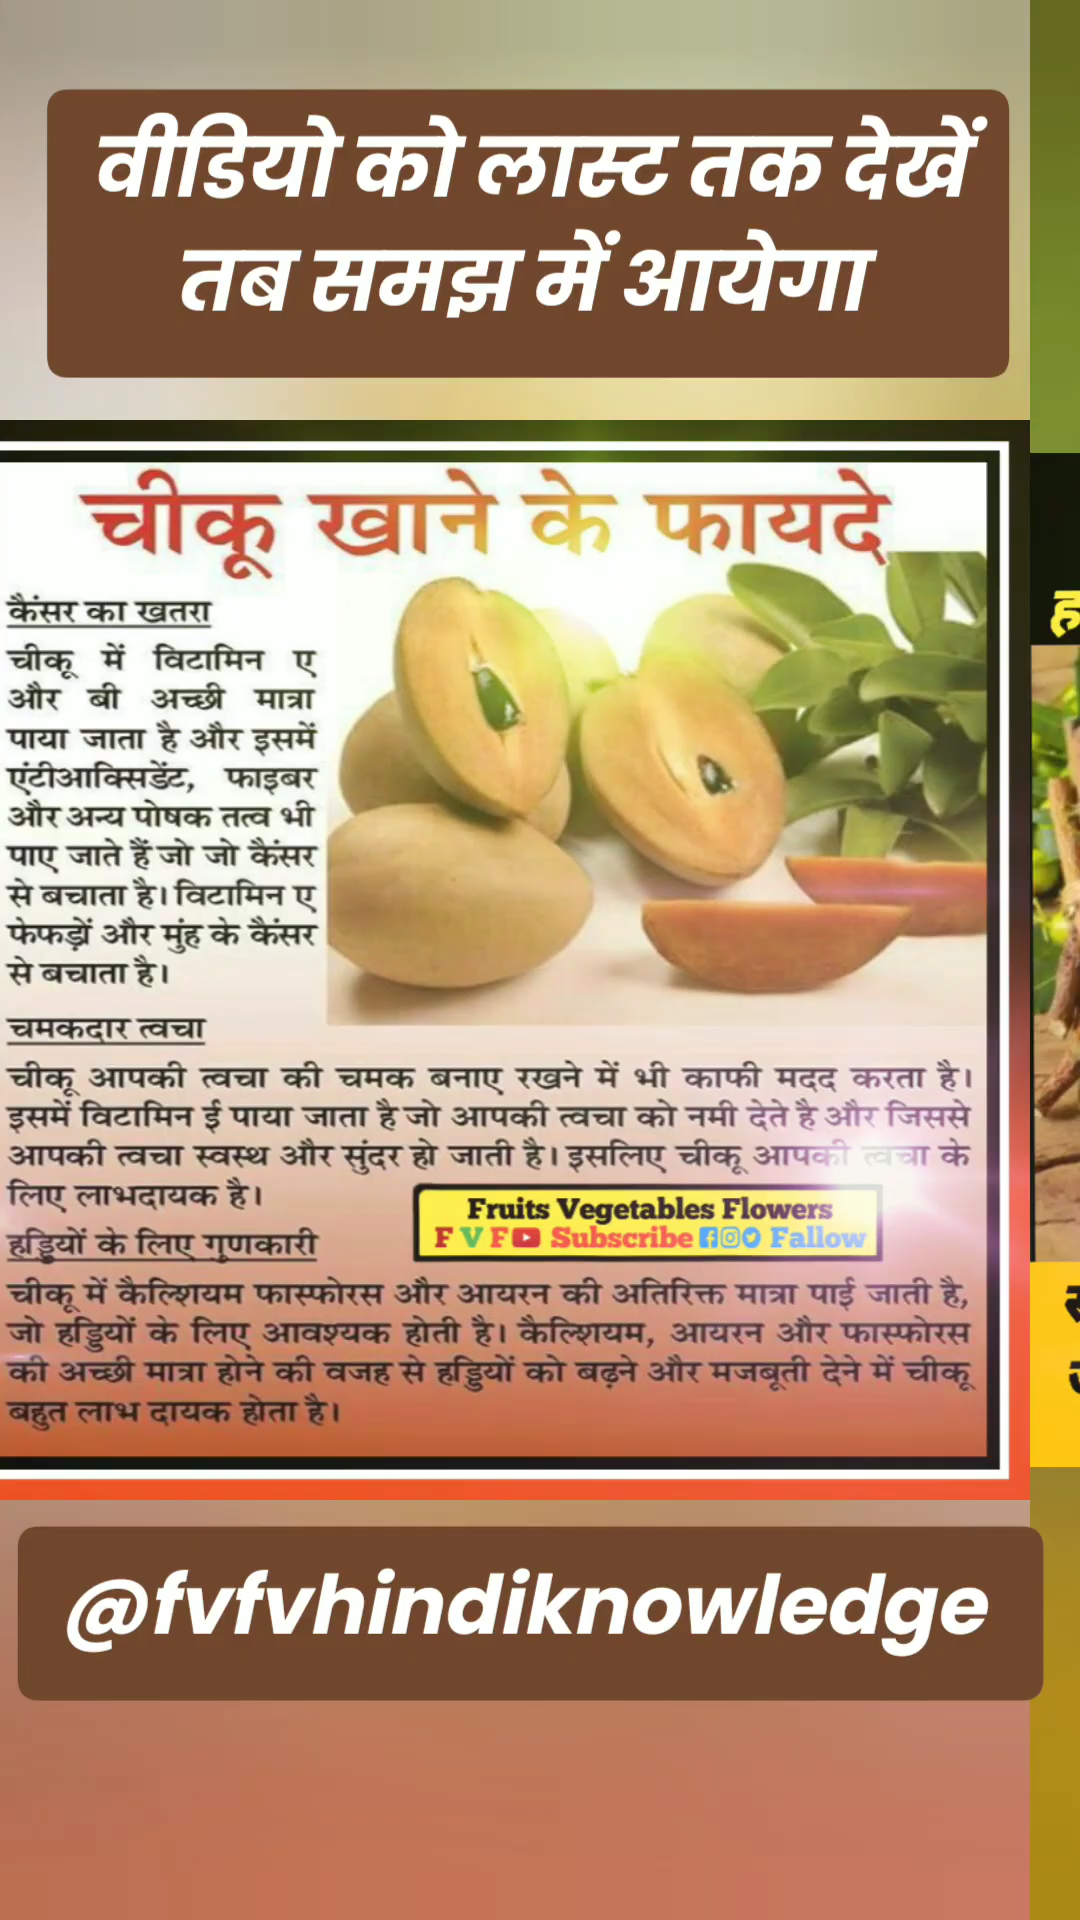 वीडियो को लास्ट तक देखें
तब समझ में आयेगा
चीकू खाने के फायदे
कैंसर का खतरा
चीकू में विटामिन ए
और बी अच्छी मात्रा
पाया जाता है और इसमें
एंटीआक्सिडेंट, फाइबर
और अन्य पोषक तत्व भी
पाए जाते हैं जो जो कैंसर
से बचाता है। विटामिन ए
फेफड़ों और मुंह के कैंसर
से बचाता है।
चमकदार त्वचा
चीकू आपकी त्वचा की चमक बनाए रखने में भी काफी मदद करता है।
इसमें विटामिन ई पाया जाता है जो आपकी त्वचा को नमी देते है और जिससे
आपकी त्वचा स्वस्थ और सुंदर हो जाती है। इसलिए चीकू आपकी त्वचा के
लिए लाभदायक है।
Fruits Vegetables Flowers
F V F Subscribe Fallow
हड्डियों के लिए गुणकारी
चीकू में कैल्शियम फास्फोरस और आयरन की अतिरिक्त मात्रा पाई जाती है,
जो हड्डियों के लिए आवश्यक होती है। कैल्शियम, आयरन और फास्फोरस
की अच्छी मात्रा होने की वजह से हड्डियों को बढ़ने और मजबूती देने में चीकू
बहुत लाभ दायक होता है।
@fvfvhindiknowledge